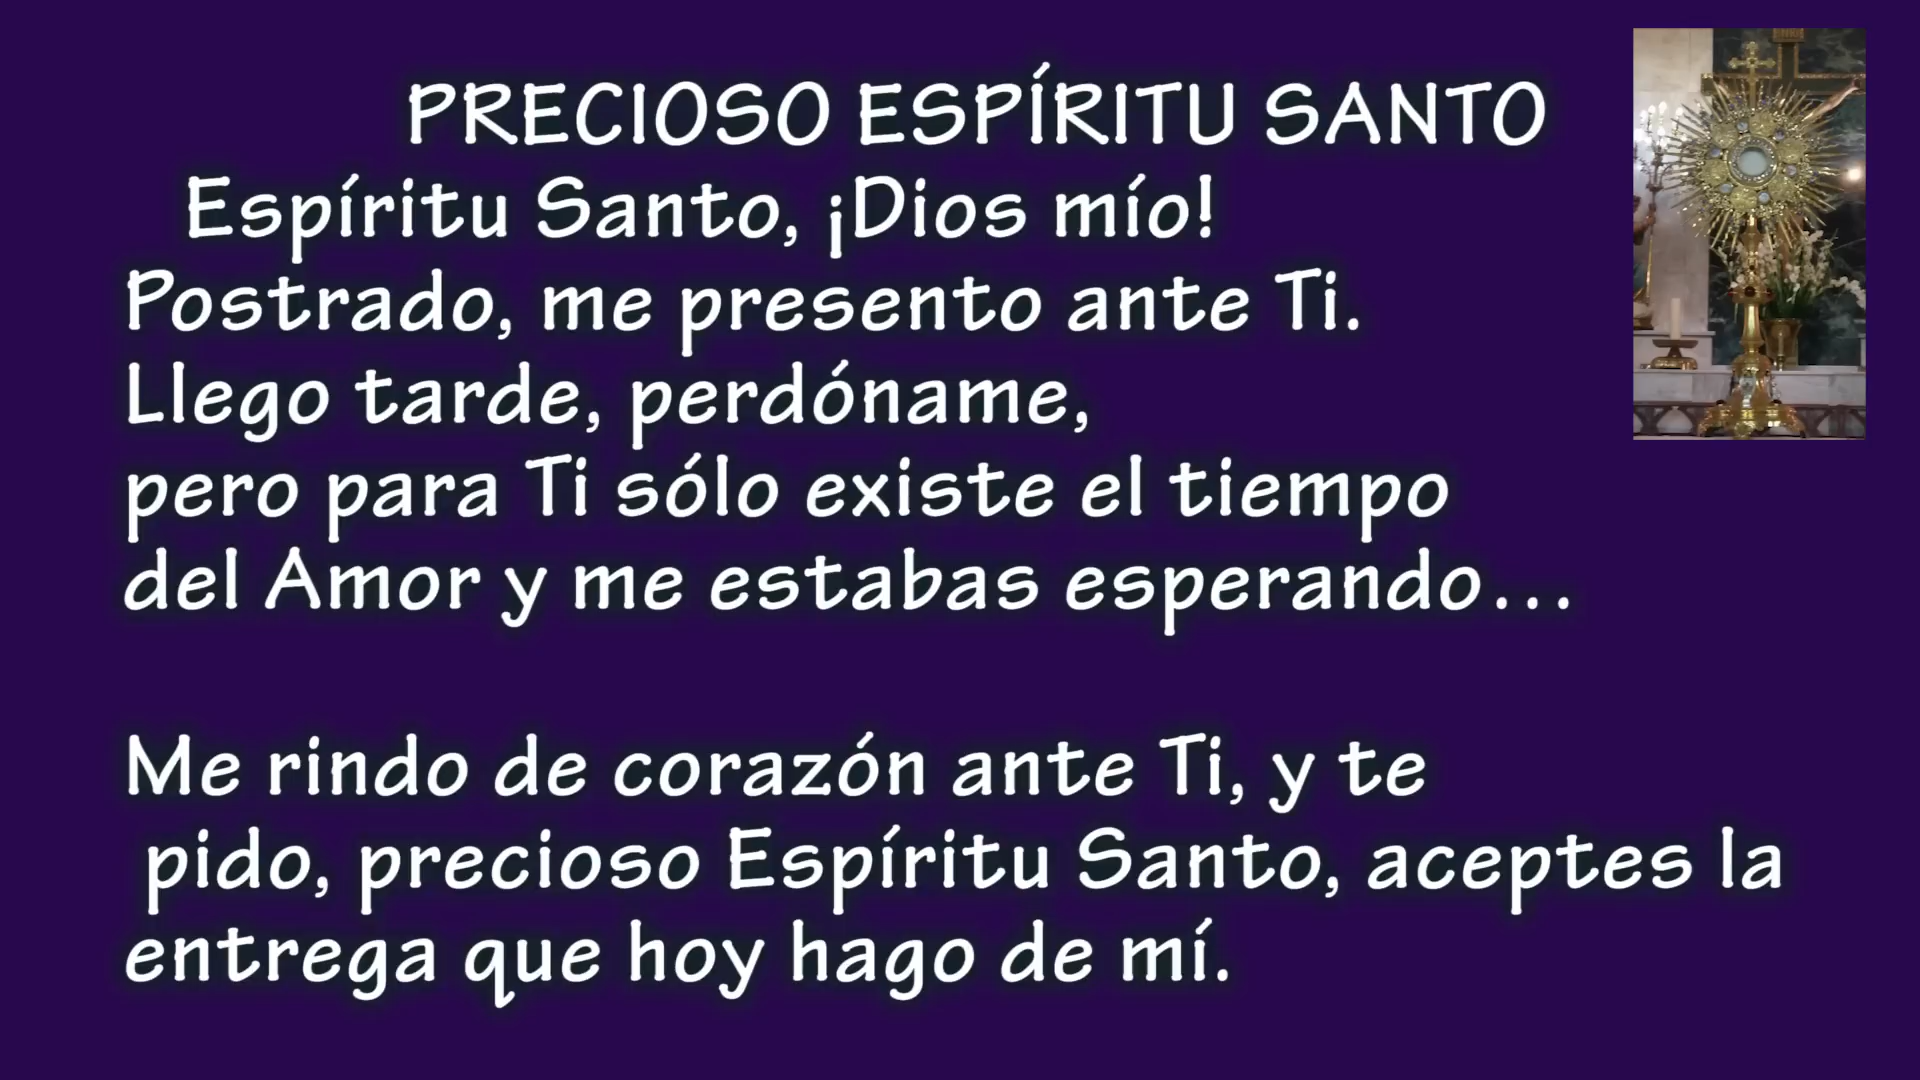 PRECIOSO ESPÍRITU SANTO
Espíritu Santo, ¡Dios mío!
Postrado, me presento ante Ti.
Llego tarde, perdóname,
pero para Ti sólo existe el tiempo
del Amor y me estabas esperando...
Me rindo de corazón ante Ti, y te
pido, precioso Espíritu Santo, aceptes la
entrega que hoy hago de mí.